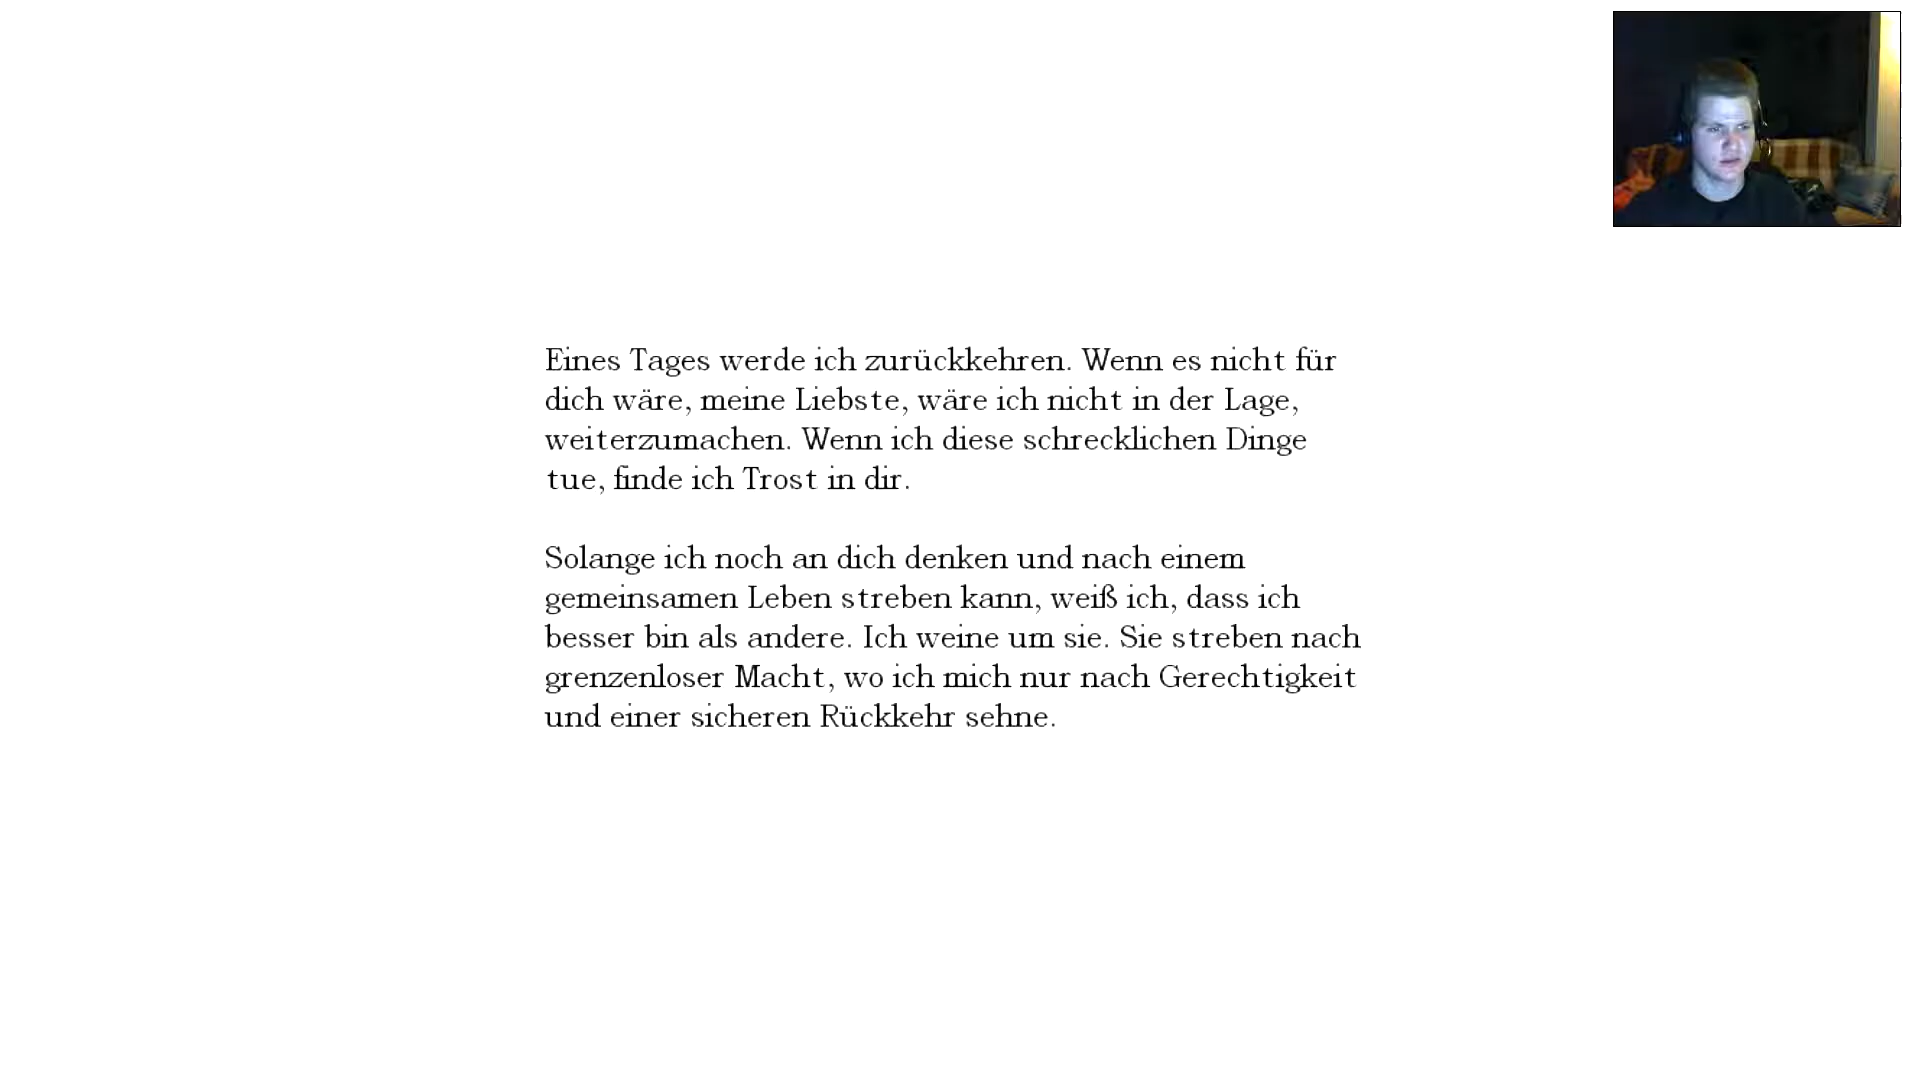 Eines Tages werde ich zurückkehren. Wenn es nicht für
dich wäre, meine Liebste, wäre ich nicht in der Lage,
weiterzumachen. Wenn ich diese schrecklichen Dinge
tue, finde ich Trost in dir.
Solange ich noch an dich denken und nach einem
gemeinsamen Leben streben kann, weiß ich, dass ich
besser bin als andere. Ich weine um sie. Sie streben nach
grenzenloser Macht, wo ich mich nur nach Gerechtigkeit
und einer sicheren Rückkehr sehne.